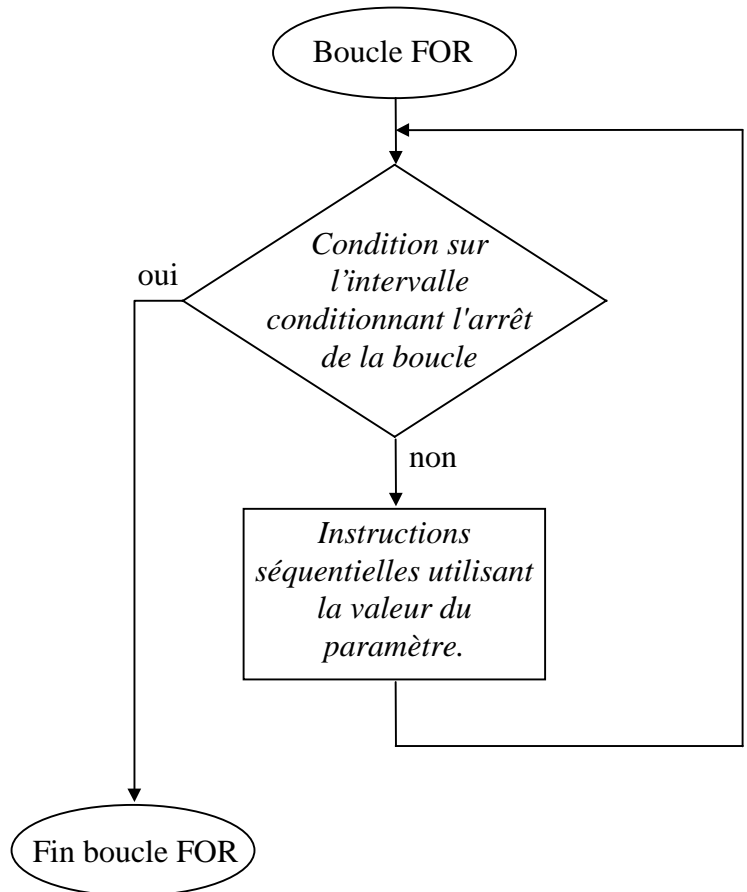 Boucle FOR
Condition sur
l'intervalle
conditionnant l'arrêt
de la boucle
oui
non
Instructions
séquentielles utilisant
la valeur du
paramètre.
Fin boucle FOR